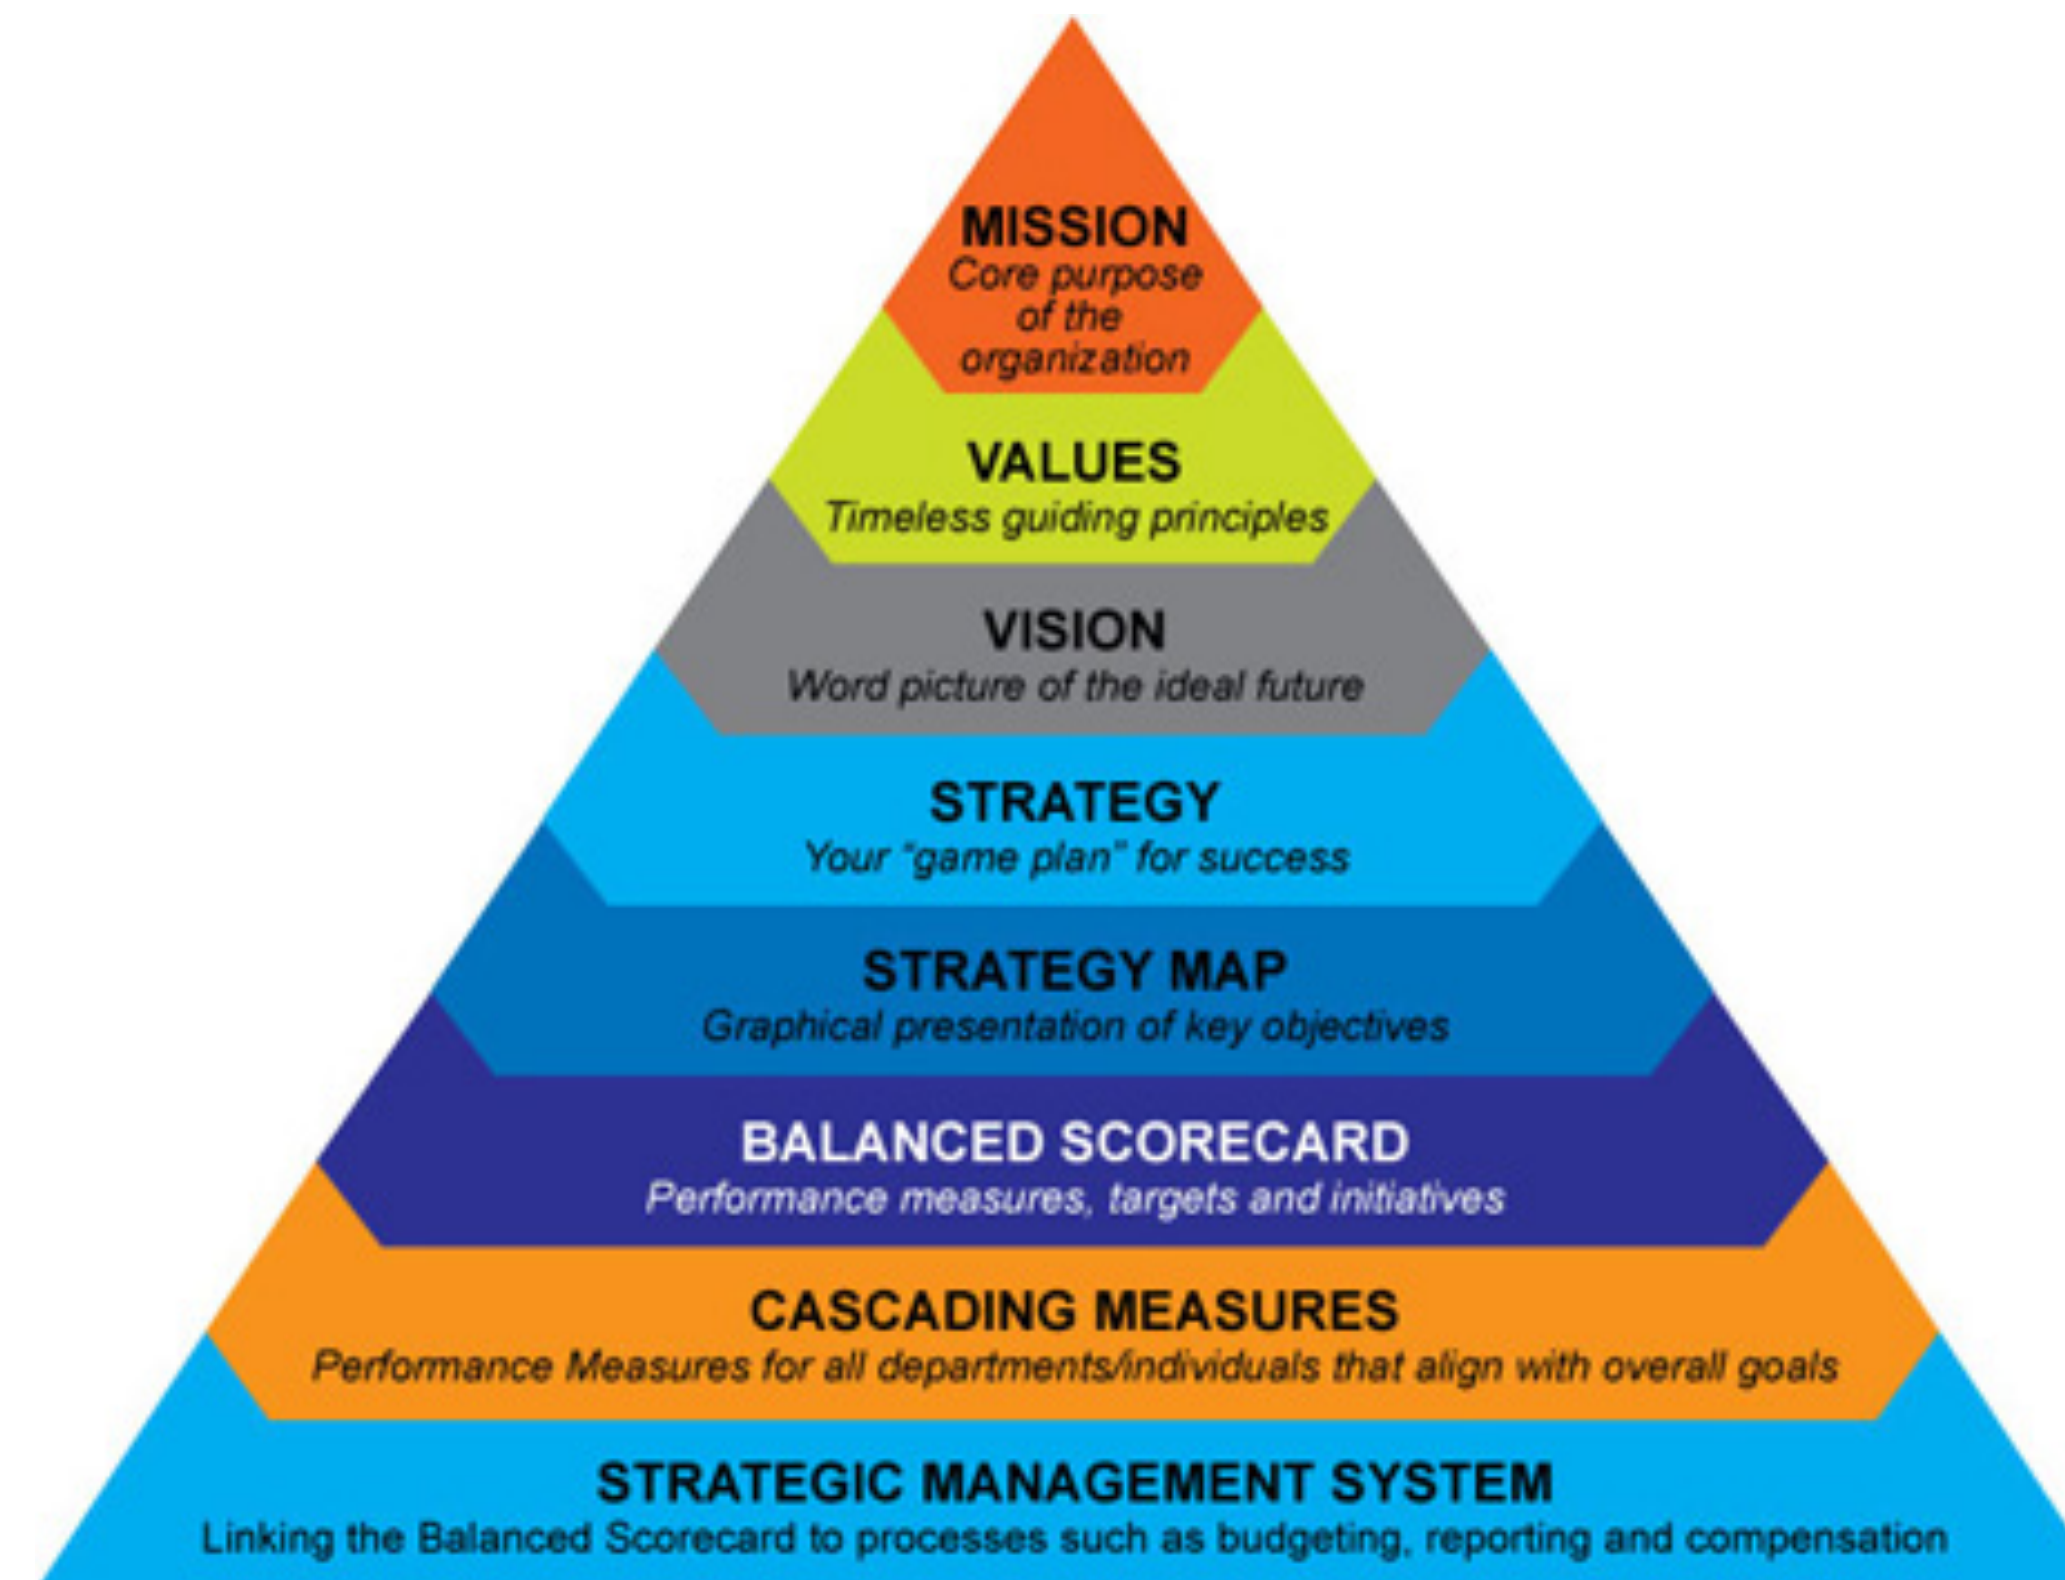 MISSION
Core purpose
of the
organization
VALUES
Timeless guiding principles
VISION
Word picture of the ideal future
STRATEGY
Your “game plan” for success
STRATEGY MAP
Graphical presentation of key objectives
BALANCED SCORECARD
Performance measures, targets and initiatives
CASCADING MEASURES
Performance Measures for all departments/individuals that align with overall goals
STRATEGIC MANAGEMENT SYSTEM
Linking the Balanced Scorecard to processes such as budgeting, reporting and compensation